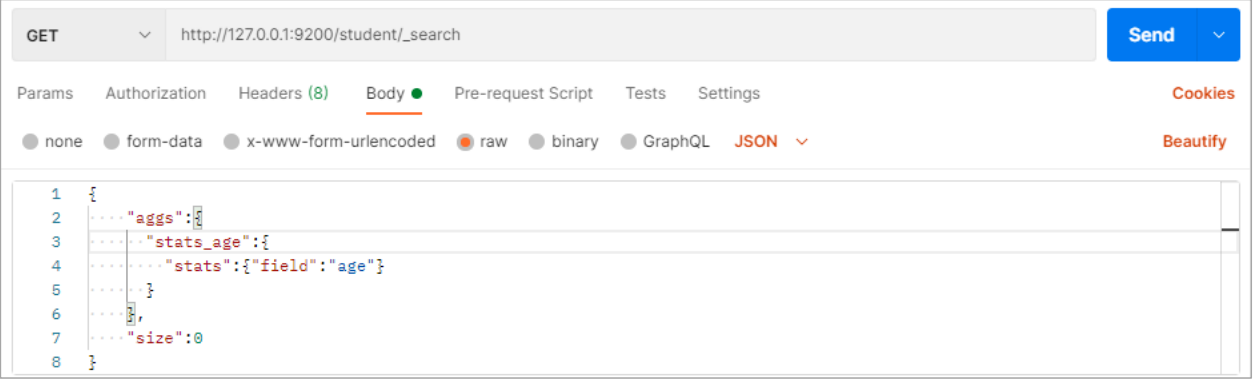 GET http://127.0.0.1:9200/student/_search Send
Params Authorization Headers (8) Body Pre-request Script Tests Settings Cookies
none form-data x-www-form-urlencoded raw binary GraphQL JSON Beautify
1 {
2 "aggs":{
3 "stats_age":{
4 "stats":{"field":"age"}
5 }
6 },
7 "size":0
8 }